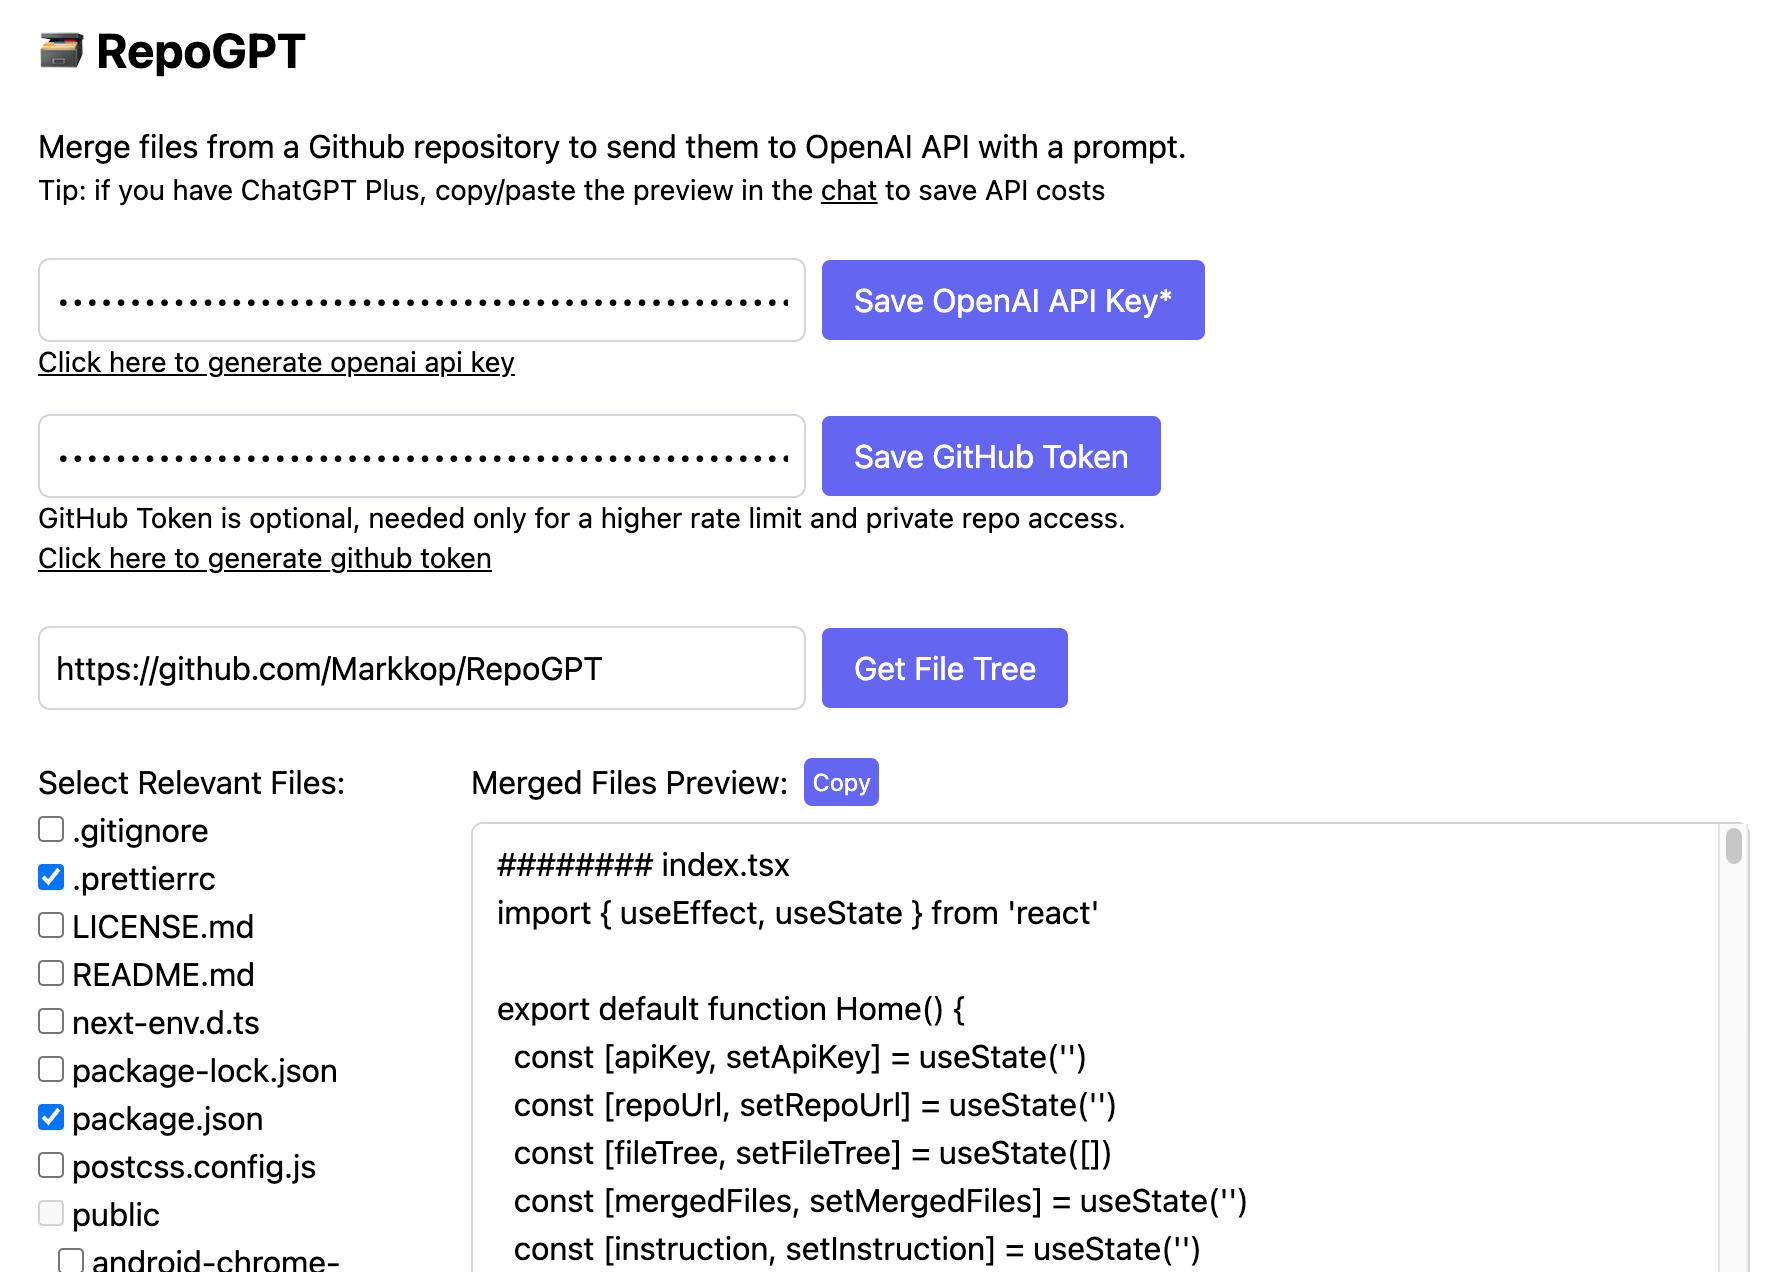 RepoGPT
Merge files from a Github repository to send them to OpenAI API with a prompt.
Tip: if you have ChatGPT Plus, copy/paste the preview in the chat to save API costs
Save OpenAI API Key*
Click here to generate openai api key
Save GitHub Token
GitHub Token is optional, needed only for a higher rate limit and private repo access.
Click here to generate github token
https://github.com/Markkop/RepoGPT
Get File Tree
Select Relevant Files:
.gitignore
.prettierrc
LICENSE.md
README.md
next-env.d.ts
package-lock.json
package.json
postcss.config.js
public
android-chrome-
Merged Files Preview:
Copy
######## index.tsx
import { useEffect, useState } from 'react'
export default function Home() {
const [apiKey, setApiKey] = useState('')
const [repoUrl, setRepoUrl] = useState('')
const [fileTree, setFileTree] = useState([])
const [mergedFiles, setMergedFiles] = useState('')
const [instruction, setInstruction] = useState('')